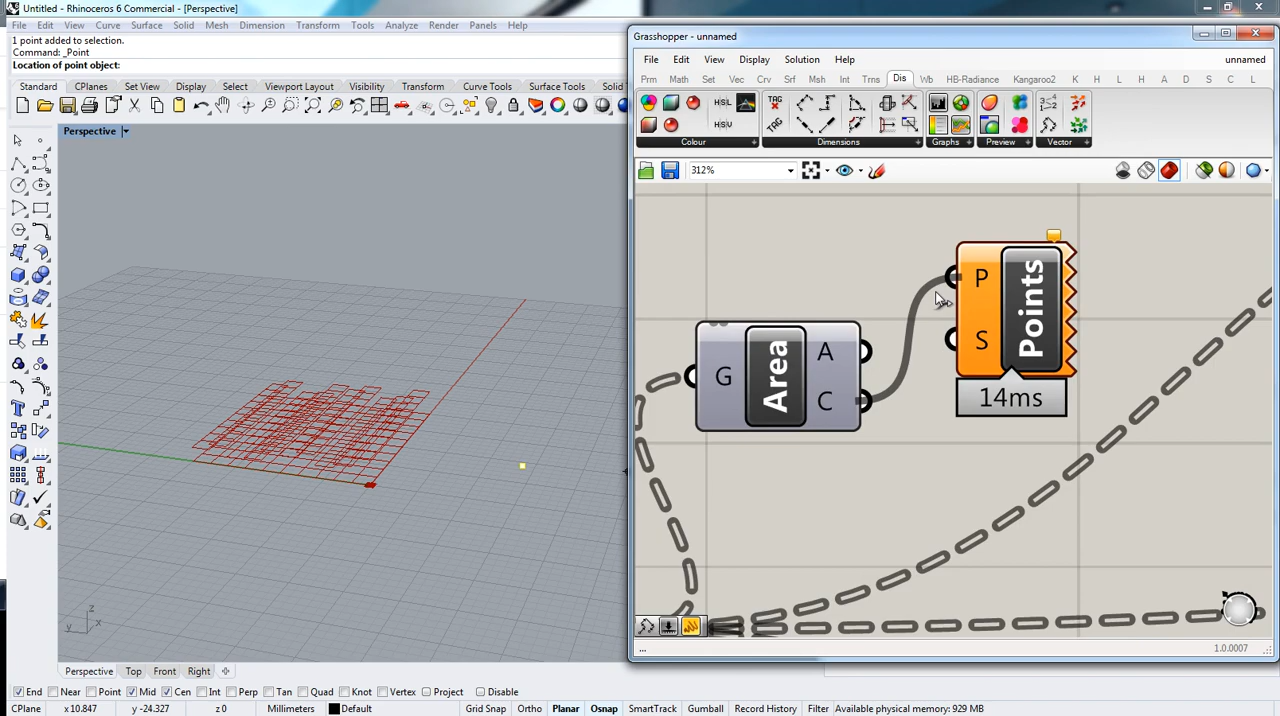 Untitled - Rhinoceros 6 Commercial - [Perspective]
File Edit View Curve Surface Solid Mesh Dimension Transform Tools Analyze Render Panels Help
1 point added to selection.
Command: _Point
Location of point object:
Standard CPlanes Set View Display Select Viewport Layout Visibility Transform Curve Tools Surface Tools Solid T
Perspective
z
y x
Perspective Top Front Right
End Near Point Mid Cen Int Perp Tan Quad Knot Vertex Project Disable
CPlane x 10.847 y -24.327 z 0 Millimeters Default Grid Snap Ortho Planar Osnap SmartTrack Gumball Record History Filter Available physical memory: 929 MB
Grasshopper - unnamed
File Edit View Display Solution Help unnamed
Prm Math Set Vec Crv Srf Msh Int Trns Dis Wb HB-Radiance Kangaroo2 K H L H A D S C L
HSL
TAG
HSV
TAG
Colour Dimensions Graphs Preview Vector
312%
P
Points
S
14ms
G
Area
A
C
... 1.0.0007